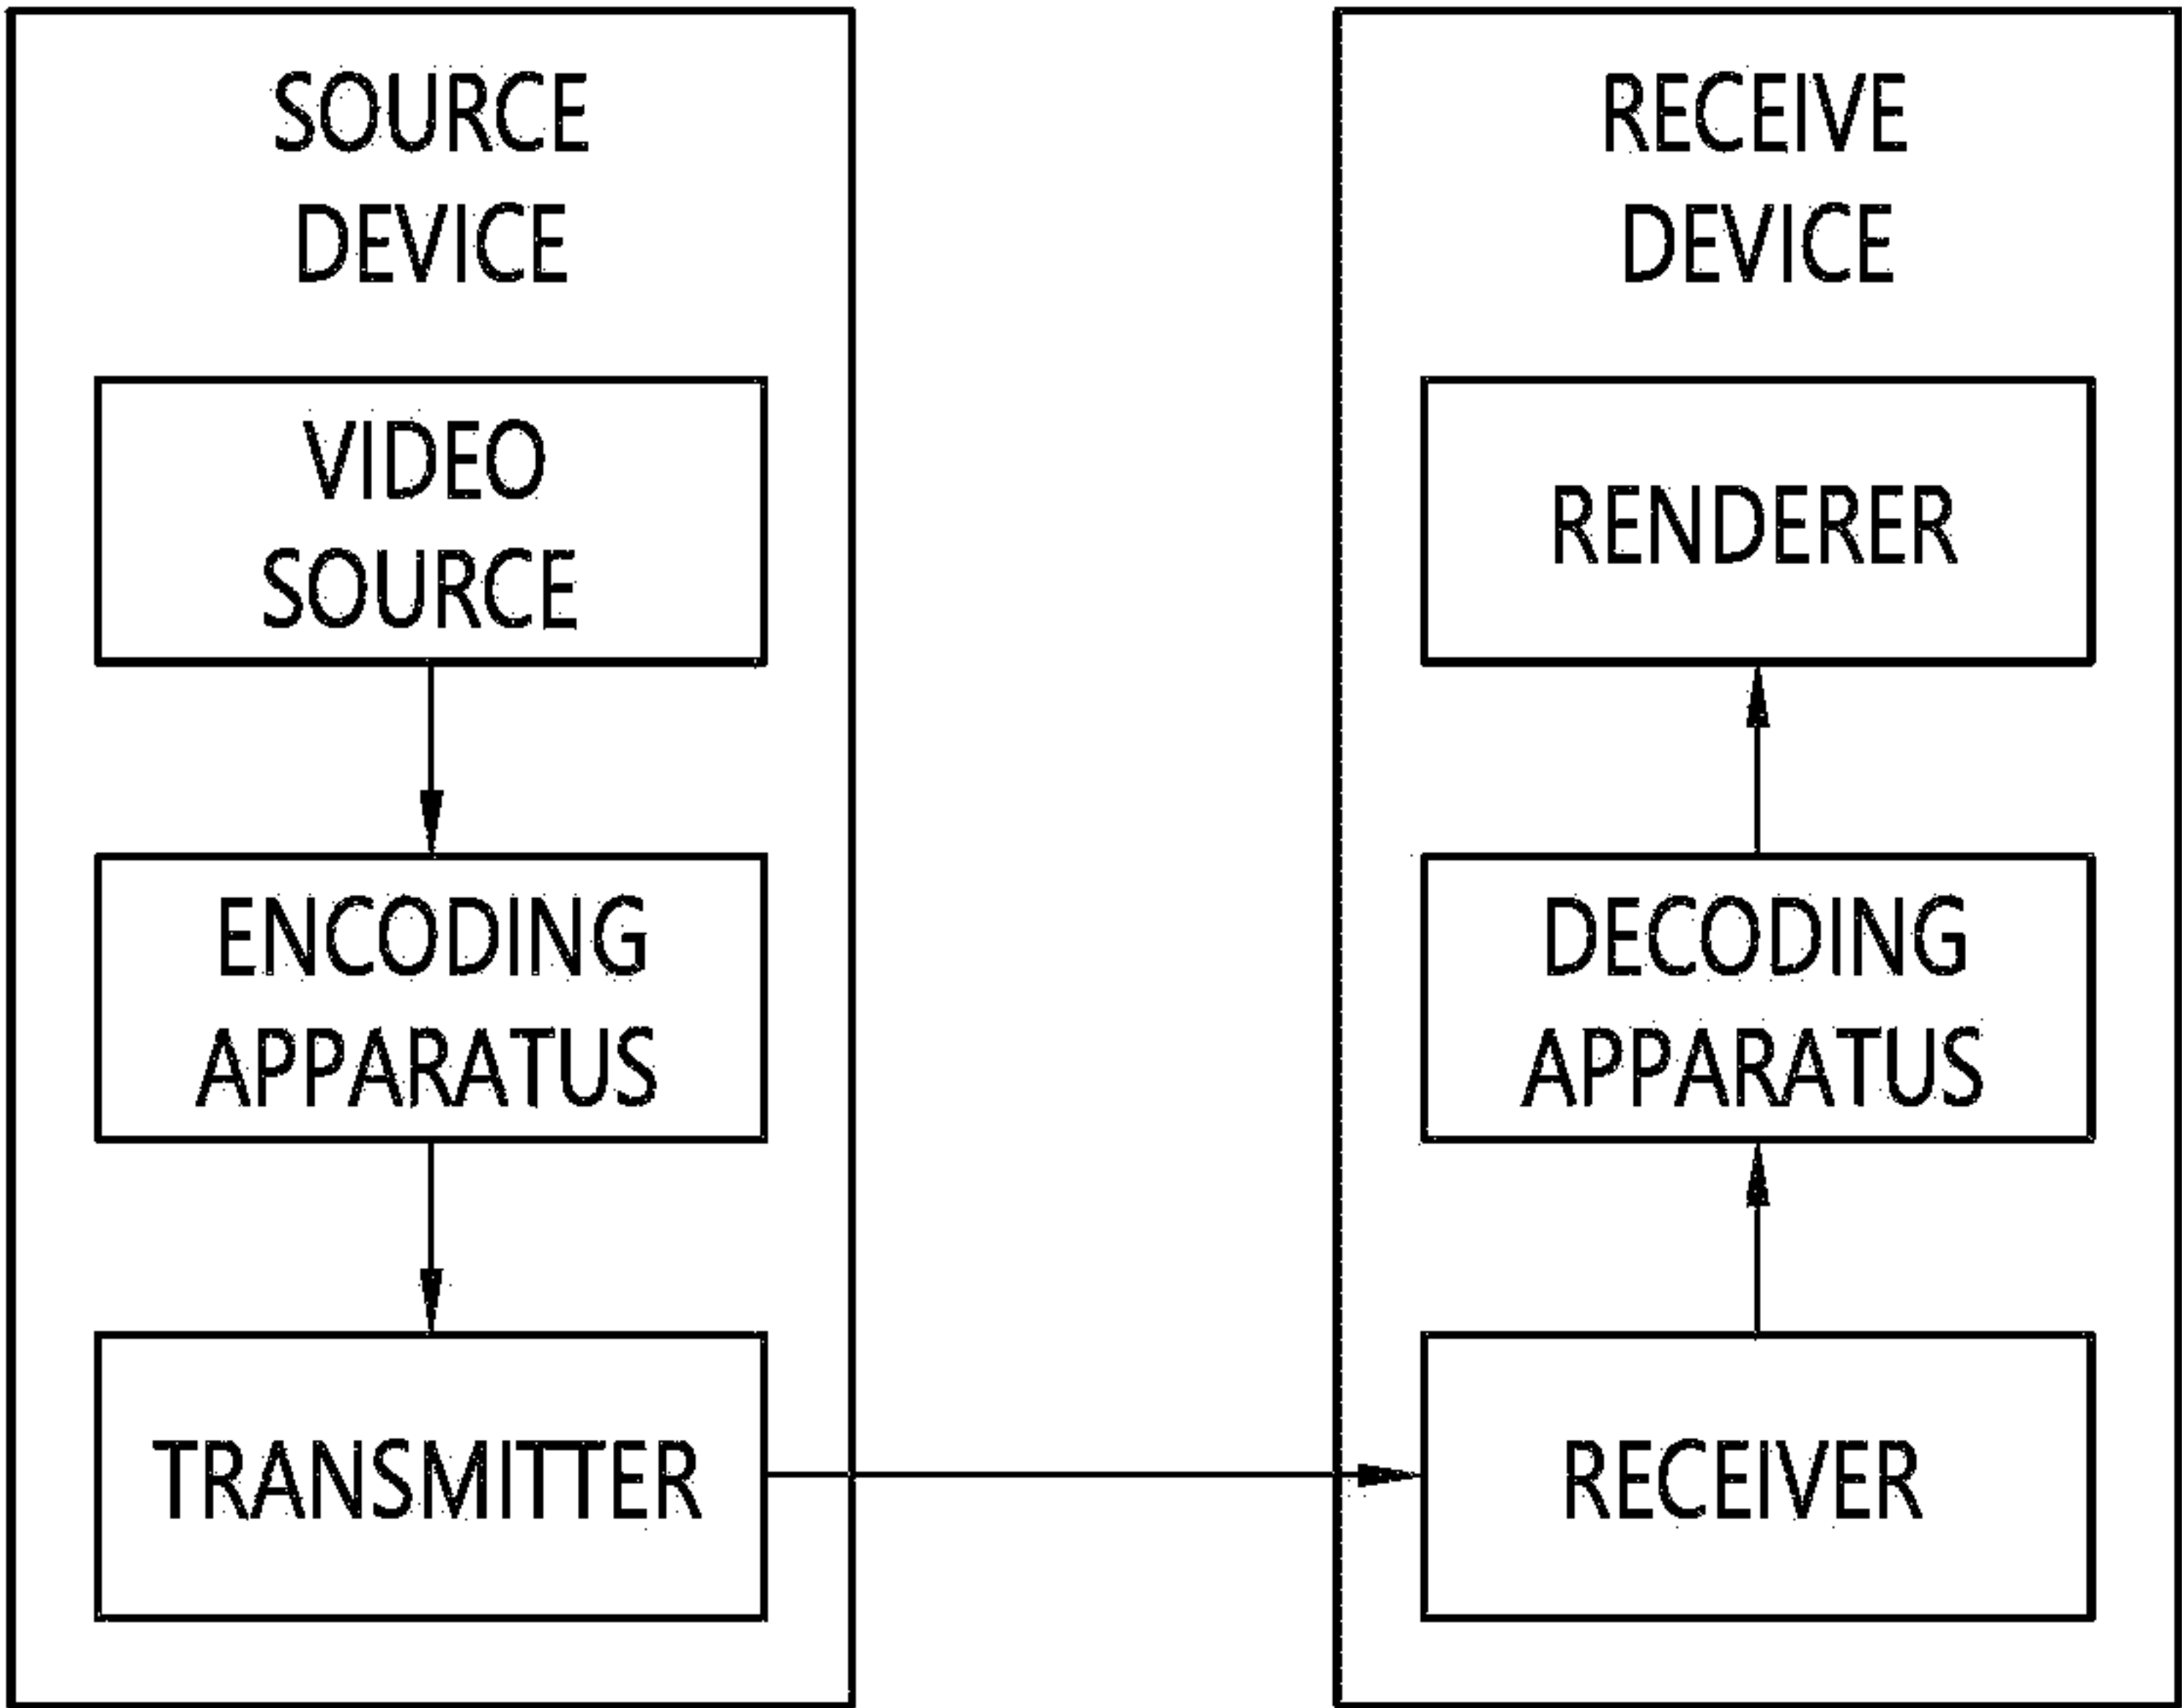 SOURCE
DEVICE
VIDEO
SOURCE
ENCODING
APPARATUS
TRANSMITTER
RECEIVE
DEVICE
RENDERER
DECODING
APPARATUS
RECEIVER